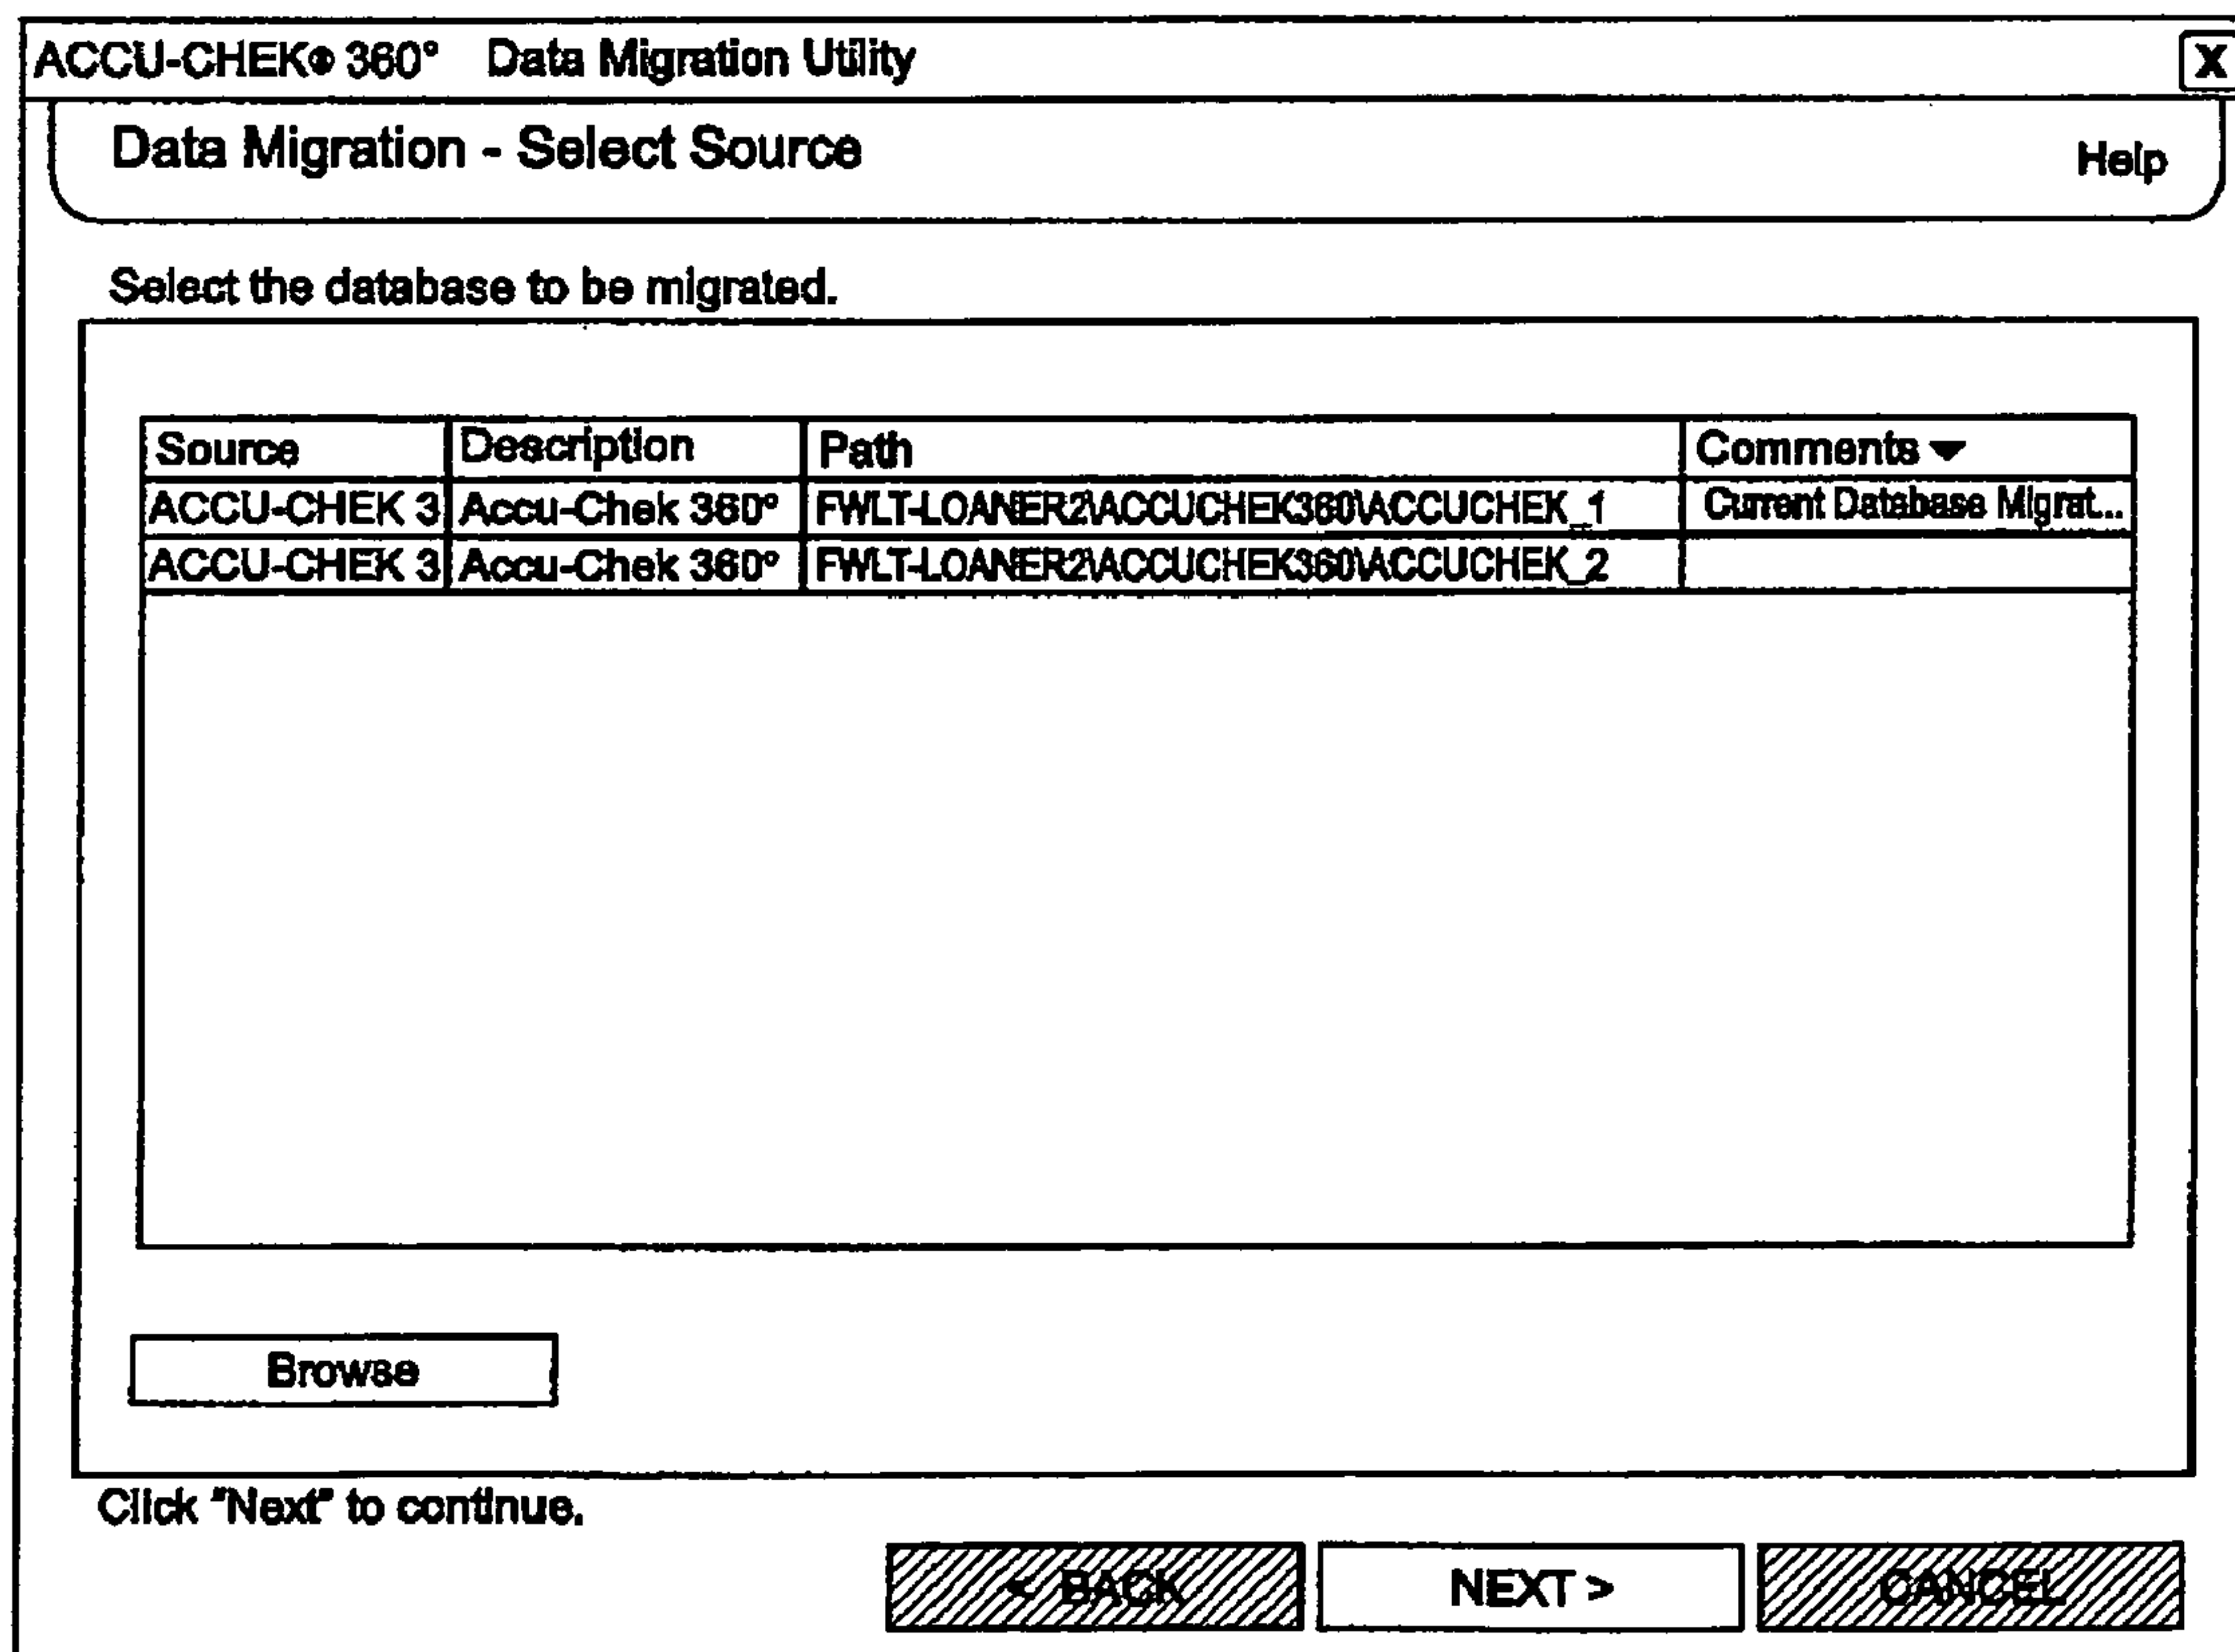 ACCU-CHEK® 360° Data Migration Utility X
Data Migration - Select Source Help
Select the database to be migrated.
Source Description Path Comments ▼
ACCU-CHEK 3 Accu-Chek 360° FWLT-LOANER2\ACCUCHEK360\ACCUCHEK_1 Current Database Migrat...
ACCU-CHEK 3 Accu-Chek 360° FWLT-LOANER2\ACCUCHEK360\ACCUCHEK_2
Browse
Click "Next" to continue.
< BACK NEXT > CANCEL